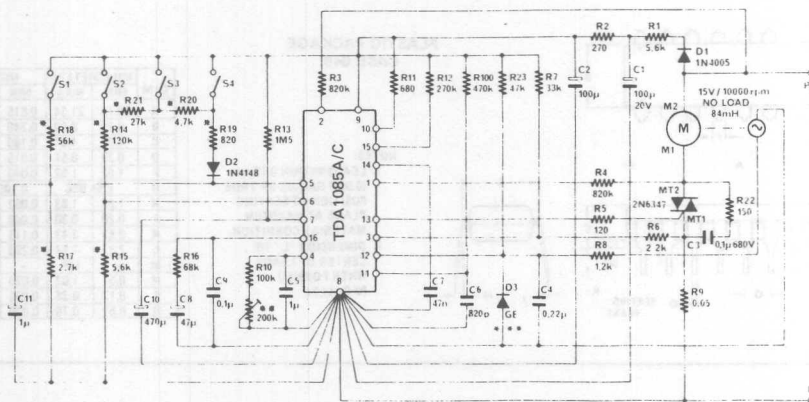 S1
S2
S3
S4
R18
56k
R14
120k
R21
27k
R20
4.7k
R19
820
D2
1N4148
R13
1M5
R17
2.7k
R15
5,6k
R16
68k
R10
100k
200k
C11
1µ
C10
470µ
C8
47µ
C9
0.1µ
C5
1µ
TDA1085A/C
2
9
10
15
14
1
13
3
12
11
8
5
6
7
16
4
R3
820k
R11
680
R12
270k
R100
470k
R23
47k
R7
33k
C2
100µ
C1
100µ
20V
R2
270
R1
5.6k
D1
1N4005
15V/10000rpm
NO LOAD
84mH
M2
M
M1
R4
820k
R5
120
R6
2 2k
R8
1,2k
2N6347
MT2
MT1
R22
150
0,1µ 680V
R9
0.05
C7
47n
C6
820p
D3
GE
C4
0,22µ